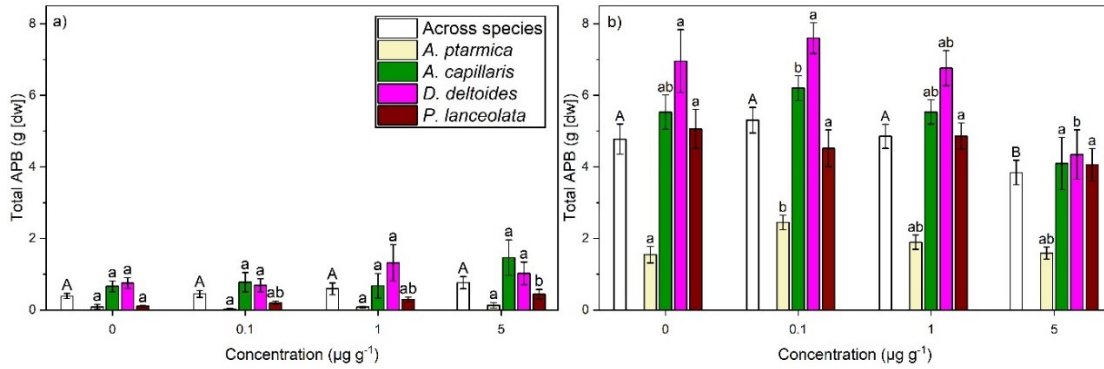 a)
Across species
A. ptarmica
A. capillaris
D. deltoides
P. lanceolata
Total APB (g [dw])
8
6
4
2
0
A a a a a
A a a a ab
A a a a ab
A a a a b
0 0.1 1 5
Concentration (µg g⁻¹)
b)
Total APB (g [dw])
8
6
4
2
0
A a ab a a
A b b a a
A ab ab ab a
B ab a b a
0 0.1 1 5
Concentration (µg g⁻¹)